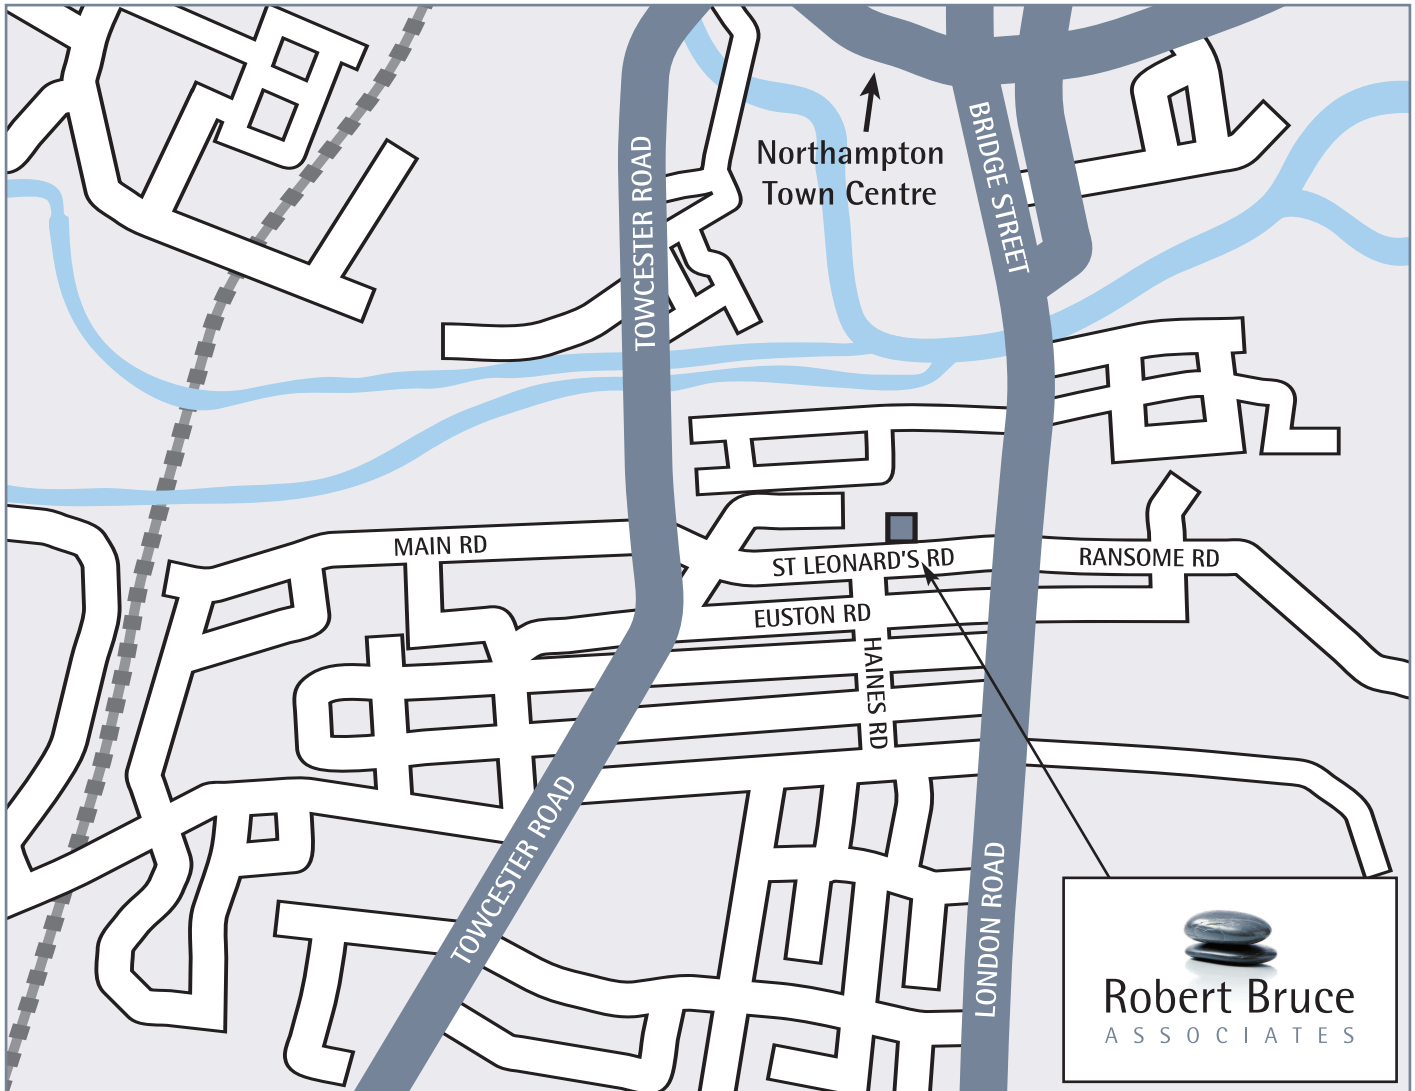 TOWCESTER ROAD
Northampton
Town Centre
BRIDGE STREET
MAIN RD
ST LEONARD'S RD
RANSOME RD
EUSTON RD
HAINES RD
TOWCESTER ROAD
LONDON ROAD
Robert Bruce
ASSOCIATES